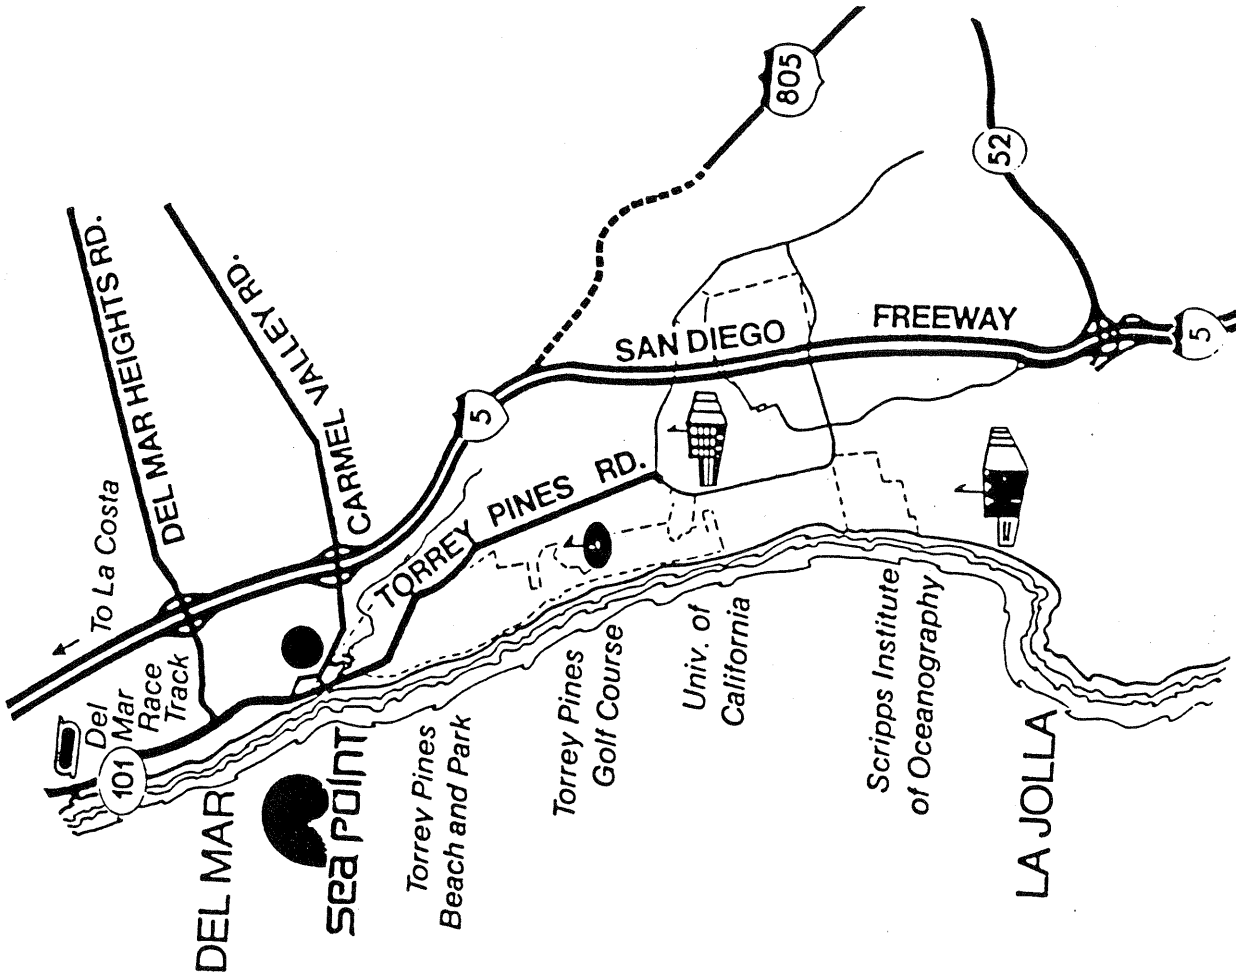 To La Costa
DEL MAR HEIGHTS RD.
CARMEL VALLEY RD.
Del
Mar
Race
Track
101
DEL MAR
sea point
5
805
52
TORREY PINES RD.
SAN DIEGO FREEWAY
5
Torrey Pines
Beach and Park
Torrey Pines
Golf Course
Univ. of
California
Scripps Institute
of Oceanography
LA JOLLA